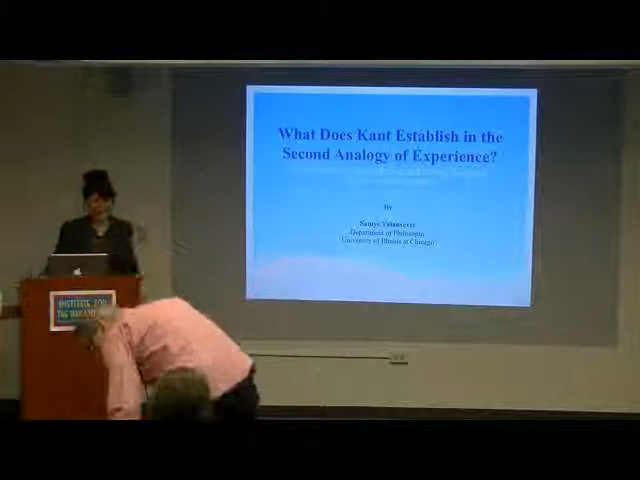 What Does Kant Establish in the
Second Analogy of Experience?
By
Department of Philosophy
University of Illinois at Chicago
INSTITUTE FOR
THE HUMANITIES